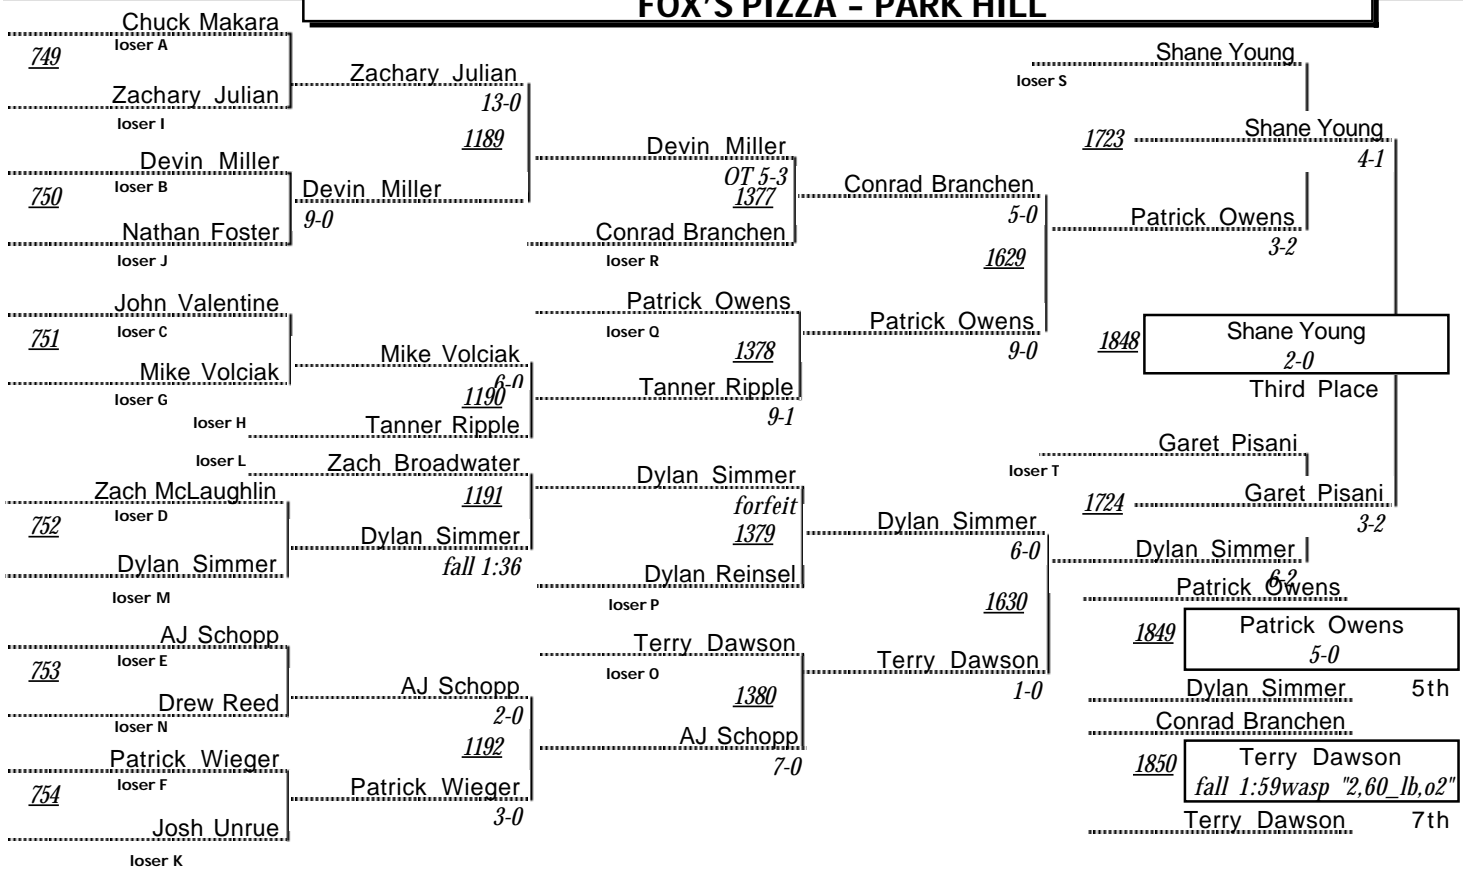 FOX'S PIZZA – PARK HILL
Chuck Makara
loser A
749
Zachary Julian
loser I
Devin Miller
loser B
750
Nathan Foster
loser J
John Valentine
loser C
751
Mike Volciak
loser G
loser H
loser L
Zach McLaughlin
loser D
752
Dylan Simmer
loser M
AJ Schopp
loser E
753
Drew Reed
loser N
Patrick Wieger
loser F
754
Josh Unrue
loser K
Zachary Julian
13-0
1189
Devin Miller
9-0
Mike Volciak
6-0
1190
Tanner Ripple
Zach Broadwater
1191
Dylan Simmer
fall 1:36
AJ Schopp
2-0
1192
Patrick Wieger
3-0
Devin Miller
OT 5-3
1377
Conrad Branchen
loser R
Patrick Owens
loser Q
1378
Tanner Ripple
9-1
Dylan Simmer
forfeit
1379
Dylan Reinsel
loser P
Terry Dawson
loser O
1380
AJ Schopp
7-0
Conrad Branchen
5-0
1629
Patrick Owens
9-0
Dylan Simmer
6-0
1630
Terry Dawson
1-0
Shane Young
loser S
1723
Shane Young
4-1
Patrick Owens
3-2
1848
Shane Young
2-0
Third Place
Garet Pisani
loser T
1724
Garet Pisani
3-2
Dylan Simmer
6-2
Patrick Owens
1849
Patrick Owens
5-0
Dylan Simmer 5th
Conrad Branchen
1850
Terry Dawson
fall 1:59wasp "2,60_lb,o2"
Terry Dawson 7th